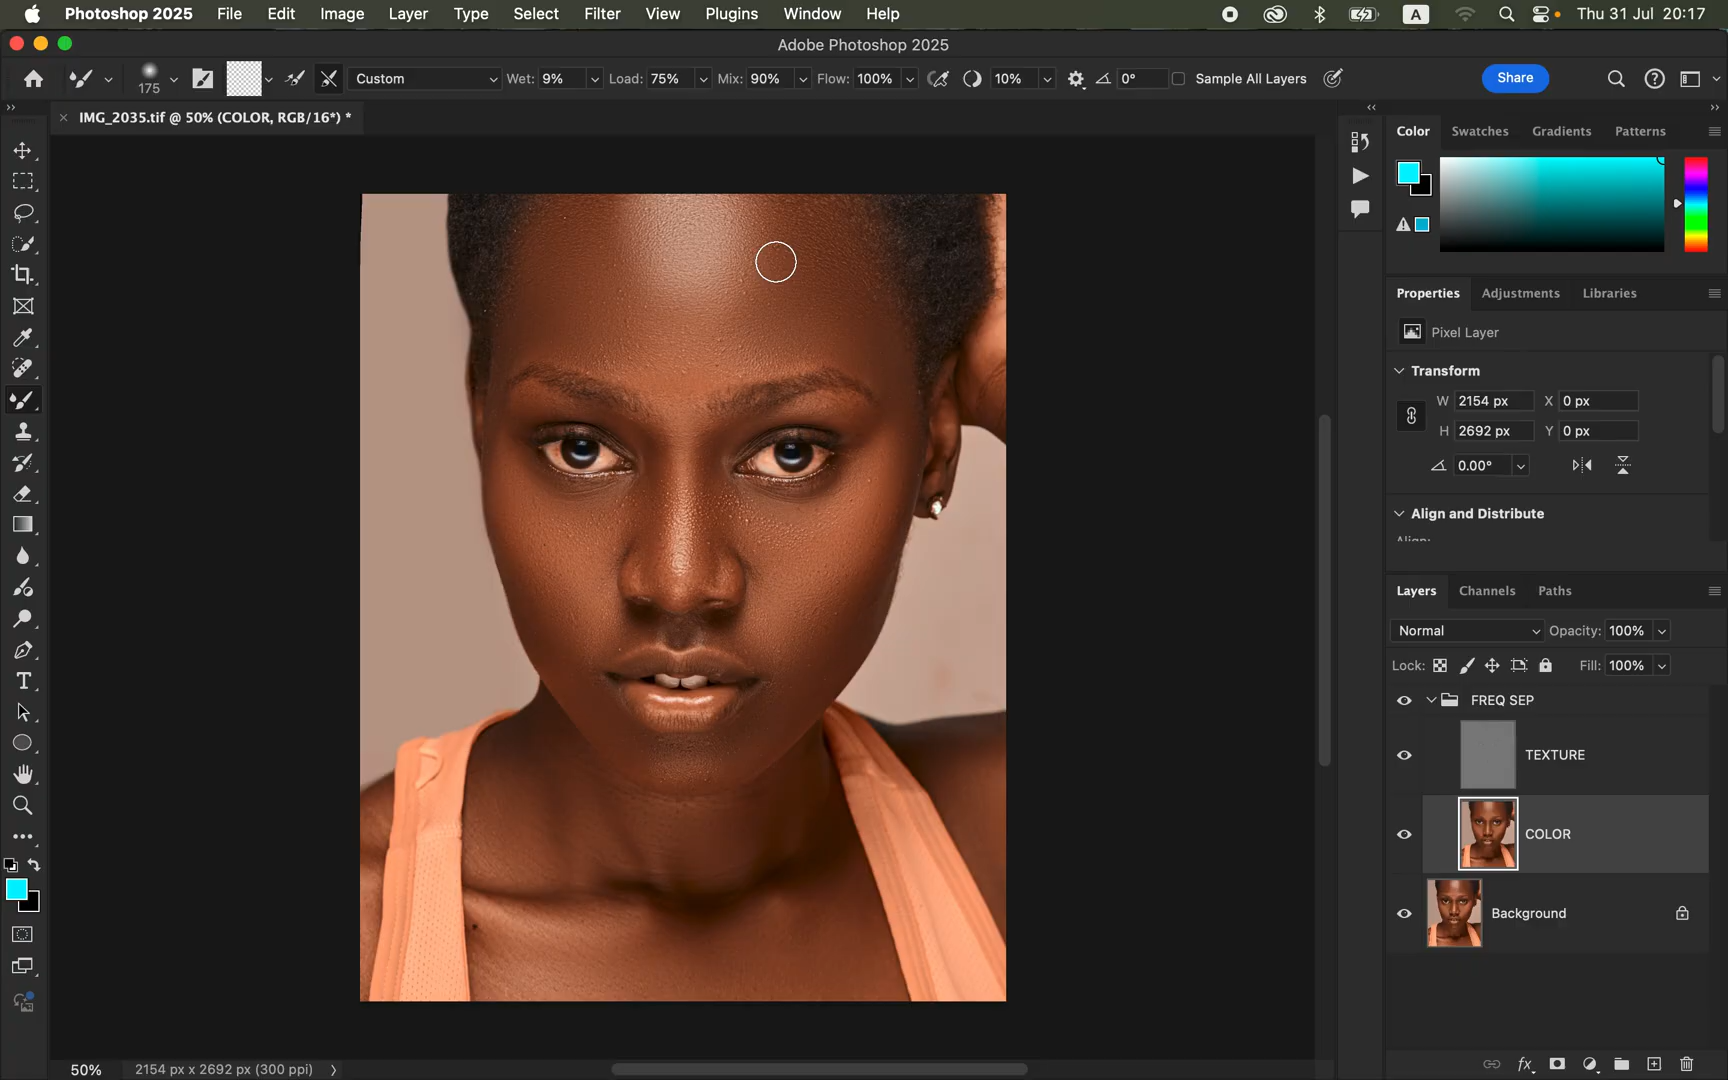 Photoshop 2025 File Edit Image Layer Type Select Filter View Plugins Window Help A Thu 31 Jul 20:17
Adobe Photoshop 2025
175 Custom Wet: 9% Load: 75% Mix: 90% Flow: 100% 10% 0° Sample All Layers Share
IMG_2035.tif @ 50% (COLOR, RGB/16*) *
Color Swatches Gradients Patterns
Properties Adjustments Libraries
Pixel Layer
Transform
W 2154 px X 0 px
H 2692 px Y 0 px
0.00°
Align and Distribute
Align:
Layers Channels Paths
Normal Opacity: 100%
Lock: Fill: 100%
FREQ SEP
TEXTURE
COLOR
Background
fx
50% 2154 px x 2692 px (300 ppi)